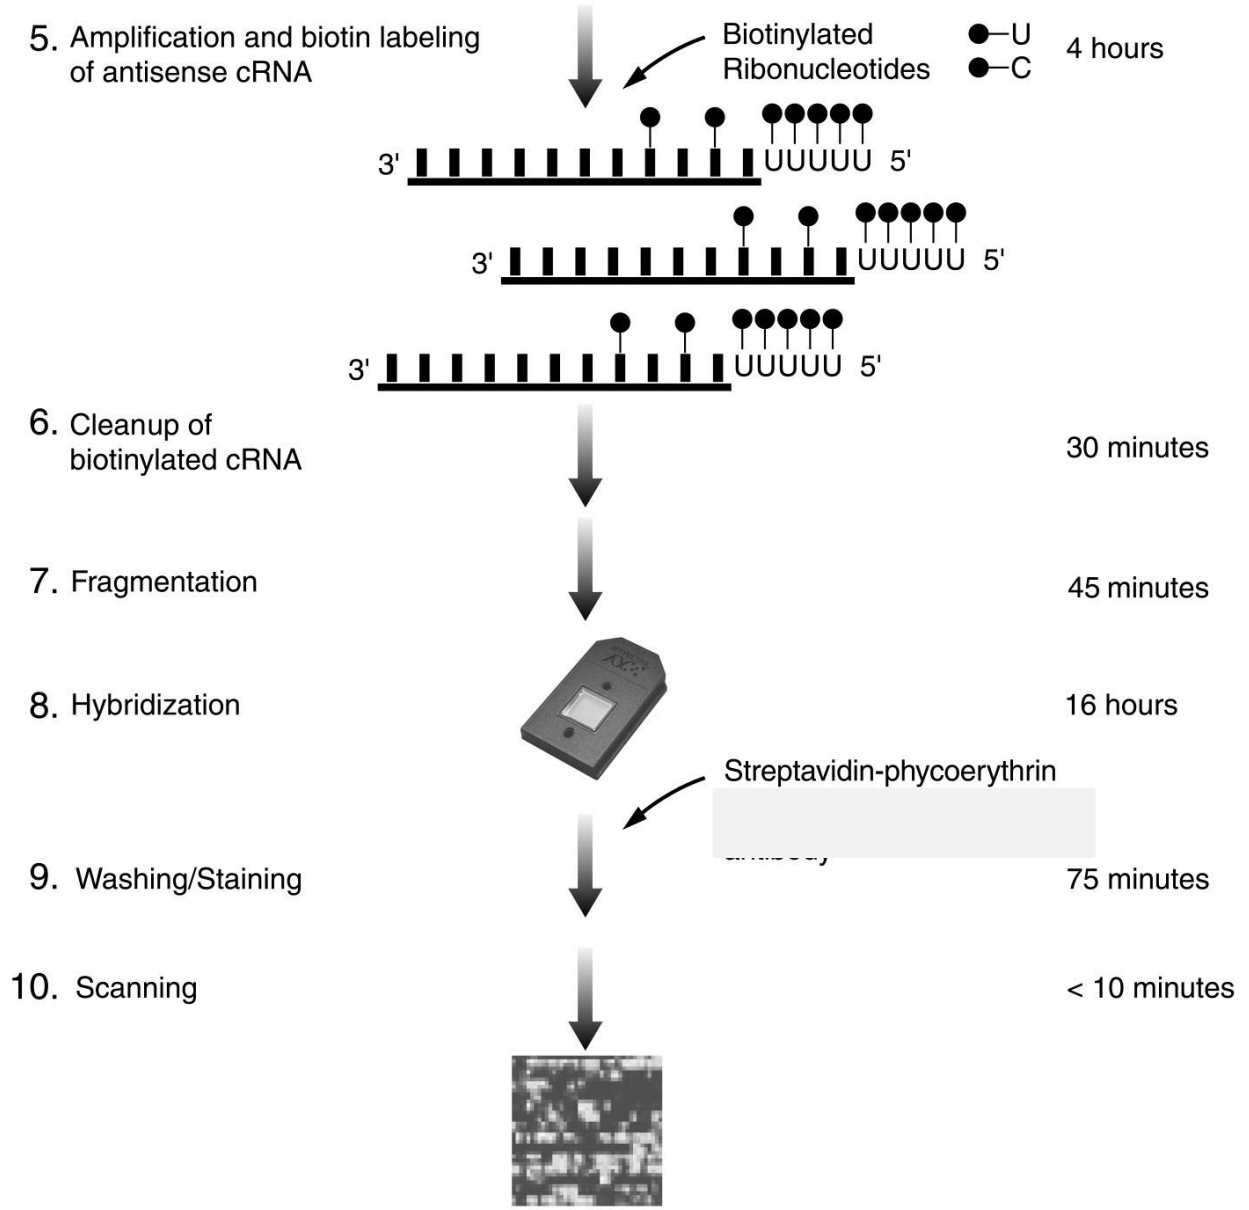 5. Amplification and biotin labeling
of antisense cRNA
Biotinylated
Ribonucleotides
U
C
4 hours
3' UUUUU 5'
3' UUUUU 5'
3' UUUUU 5'
6. Cleanup of
biotinylated cRNA
30 minutes
7. Fragmentation
45 minutes
8. Hybridization
16 hours
Streptavidin-phycoerythrin
9. Washing/Staining
75 minutes
10. Scanning
< 10 minutes